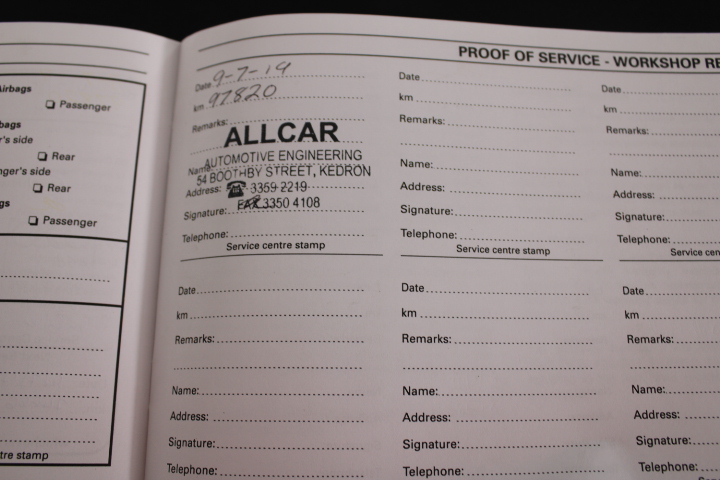 Airbags
Passenger
bags
er's side
Rear
nger's side
Rear
gs
Passenger
tre stamp
PROOF OF SERVICE - WORKSHOP RE
Date 9-7-19
km 97820
Remarks:
ALLCAR
AUTOMOTIVE ENGINEERING
Name:
54 BOOTHBY STREET, KEDRON
Address: ☎ 3359 2219
Signature: FAX 3350 4108
Telephone:
Service centre stamp
Date
km
Remarks:
Name:
Address:
Signature:
Telephone:
Service centre stamp
Date
km
Remarks:
Name:
Address:
Signature:
Telephone:
Service cen
Date
km
Remarks:
Name:
Address:
Signature:
Telephone:
Date
km
Remarks:
Name:
Address:
Signature:
Telephone:
Date
km
Remarks:
Name:
Address:
Signature:
Telephone: